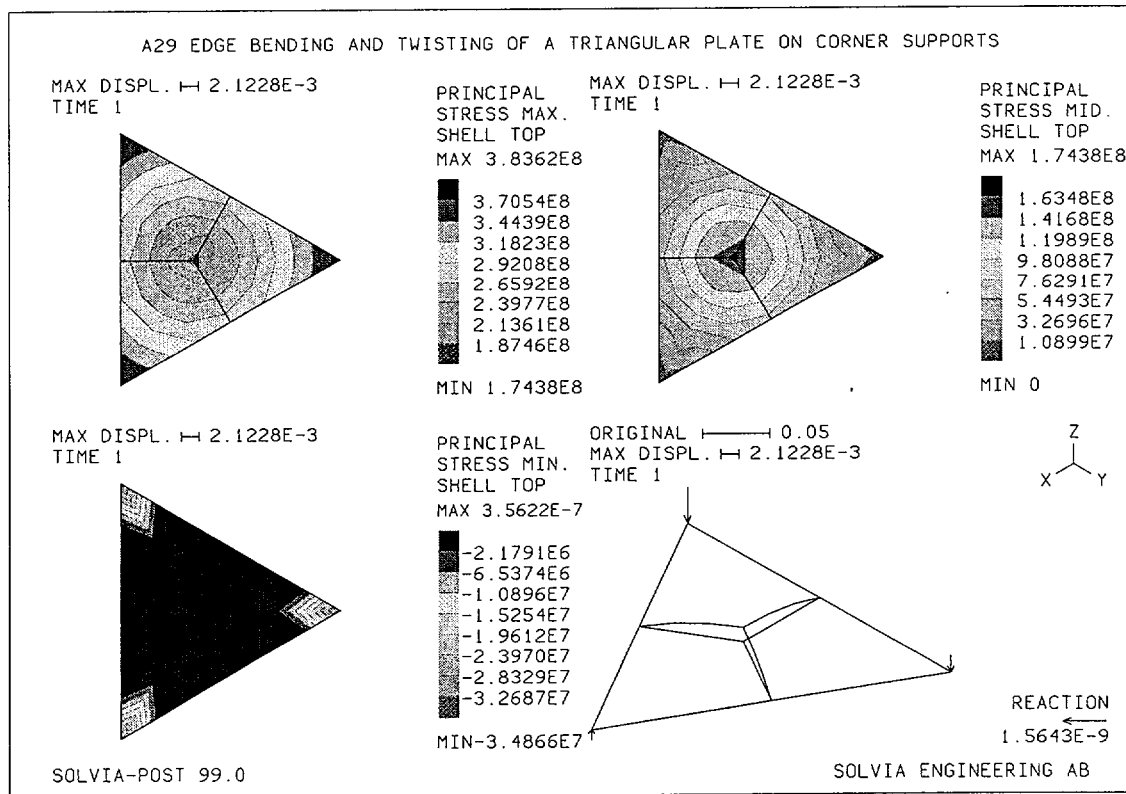 A29 EDGE BENDING AND TWISTING OF A TRIANGULAR PLATE ON CORNER SUPPORTS
MAX DISPL. 2.1228E-3
TIME 1
PRINCIPAL
STRESS MAX.
SHELL TOP
MAX 3.8362E8
3.7054E8
3.4439E8
3.1823E8
2.9208E8
2.6592E8
2.3977E8
2.1361E8
1.8746E8
MIN 1.7438E8
MAX DISPL. 2.1228E-3
TIME 1
PRINCIPAL
STRESS MID.
SHELL TOP
MAX 1.7438E8
1.6348E8
1.4168E8
1.1989E8
9.8088E7
7.6291E7
5.4493E7
3.2696E7
1.0899E7
MIN 0
MAX DISPL. 2.1228E-3
TIME 1
PRINCIPAL
STRESS MIN.
SHELL TOP
MAX 3.5622E-7
-2.1791E6
-6.5374E6
-1.0896E7
-1.5254E7
-1.9612E7
-2.3970E7
-2.8329E7
-3.2687E7
MIN-3.4866E7
ORIGINAL 0.05
MAX DISPL. 2.1228E-3
TIME 1
Z
X Y
REACTION
1.5643E-9
SOLVIA-POST 99.0
SOLVIA ENGINEERING AB